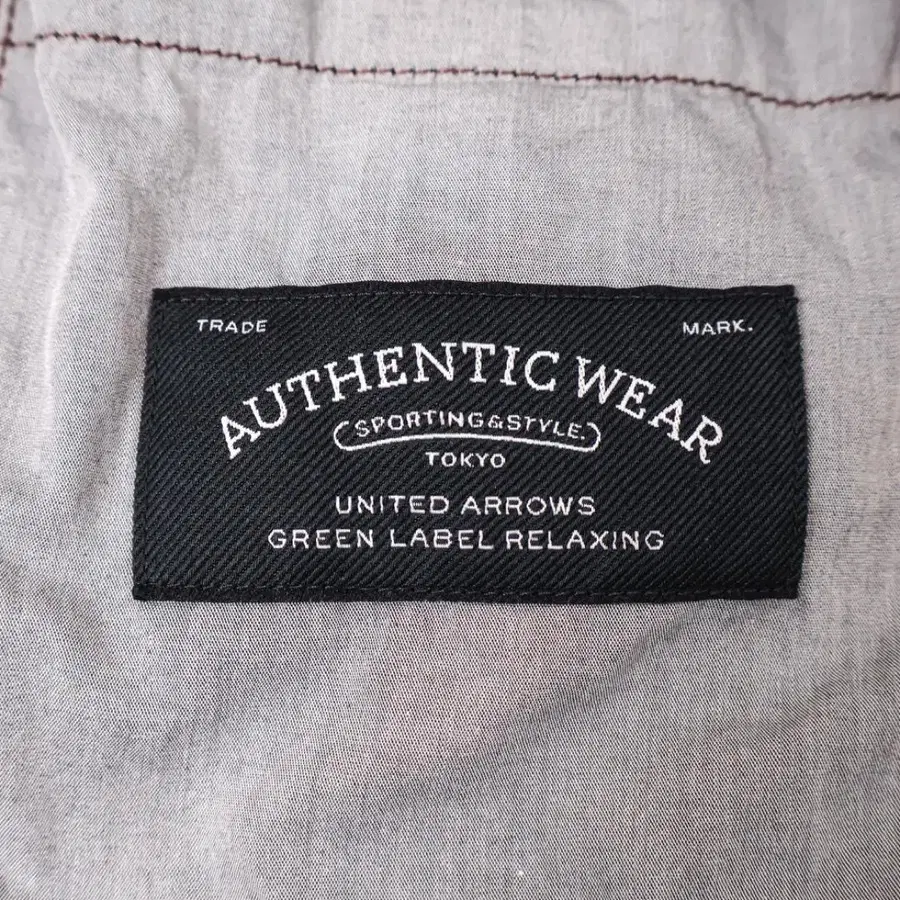 TRADE MARK.
AUTHENTIC WEAR
SPORTING&STYLE.
TOKYO
UNITED ARROWS
GREEN LABEL RELAXING